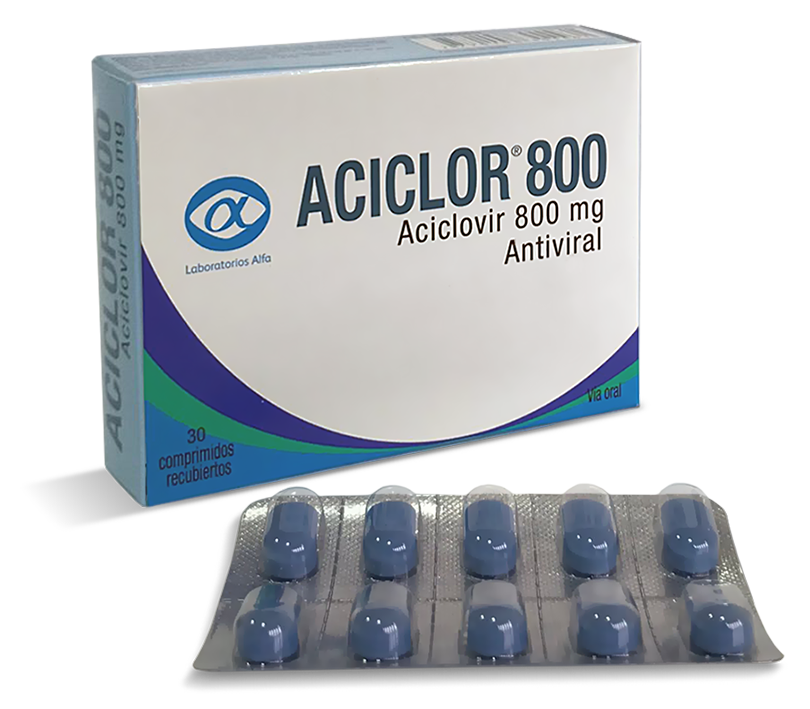 ACICLOR® 800
Aciclovir 800 mg
Antiviral
α
Laboratorios Alfa
Vía oral
30
comprimidos
recubiertos
ACICLOR 800
Aciclovir 800 mg